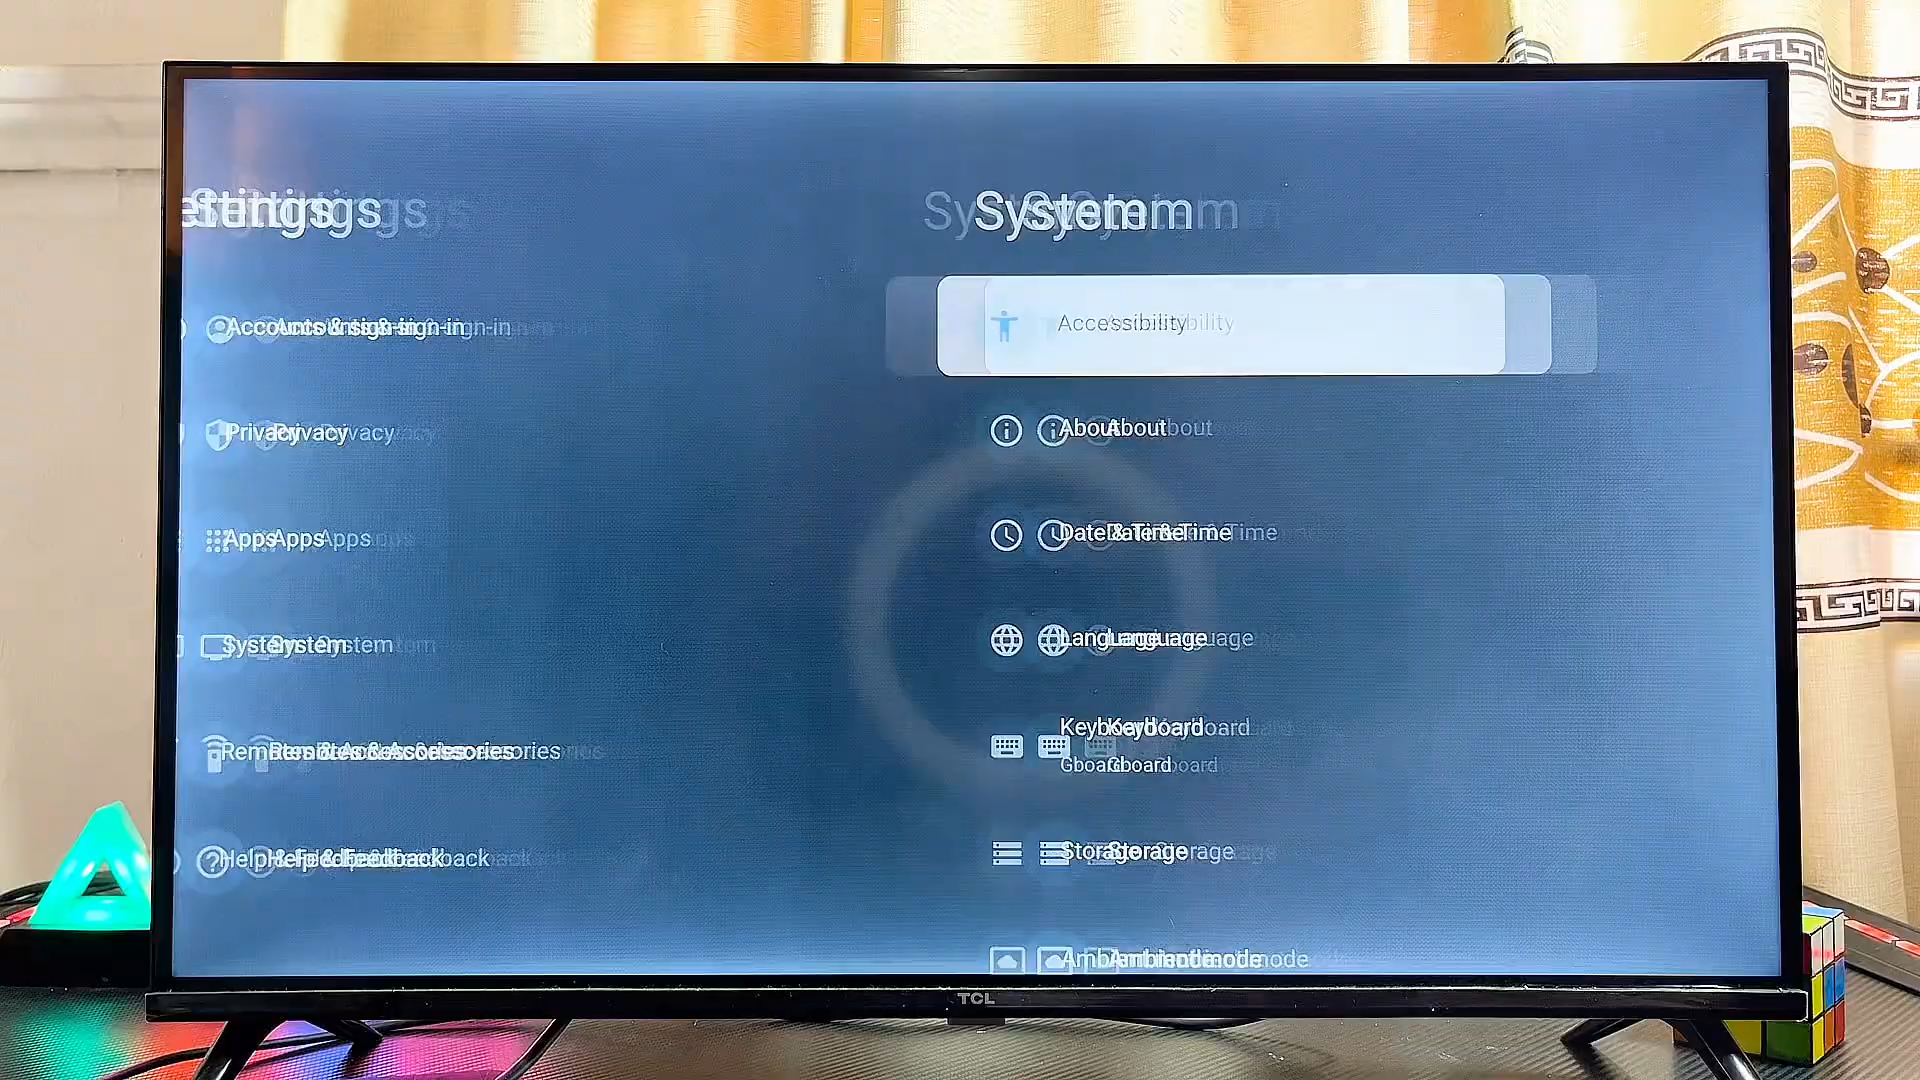 Settings
Accounts & sign-in
Privacy
Apps
System
Remotes & Accessories
Help & Feedback
System
Accessibility
About
Date & Time
Language
Keyboard
Gboard
Storage
Ambient mode
TCL